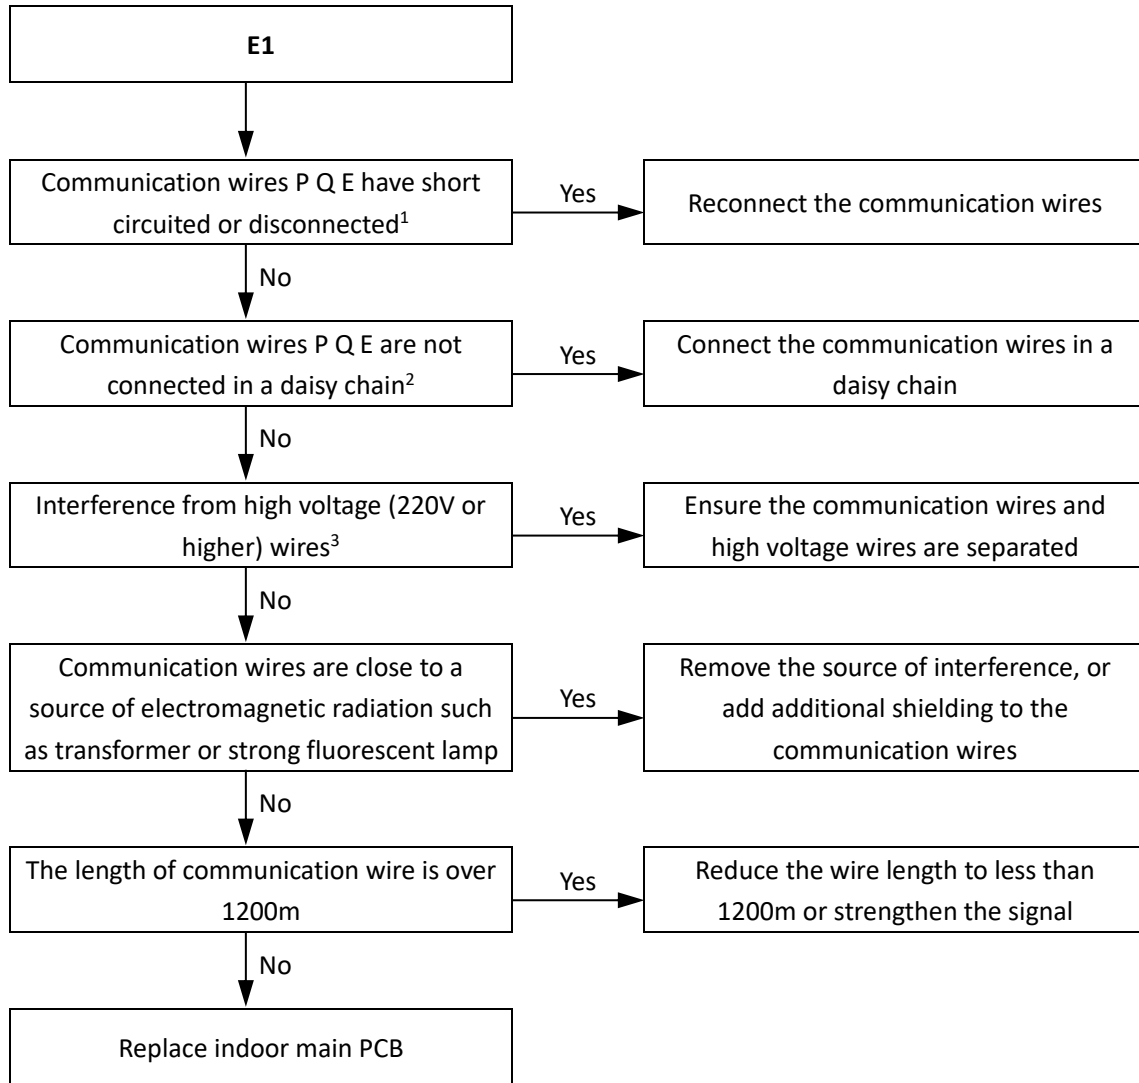 E1
Communication wires P Q E have short
circuited or disconnected¹
Yes
Reconnect the communication wires
No
Communication wires P Q E are not
connected in a daisy chain²
Yes
Connect the communication wires in a
daisy chain
No
Interference from high voltage (220V or
higher) wires³
Yes
Ensure the communication wires and
high voltage wires are separated
No
Communication wires are close to a
source of electromagnetic radiation such
as transformer or strong fluorescent lamp
Yes
Remove the source of interference, or
add additional shielding to the
communication wires
No
The length of communication wire is over
1200m
Yes
Reduce the wire length to less than
1200m or strengthen the signal
No
Replace indoor main PCB